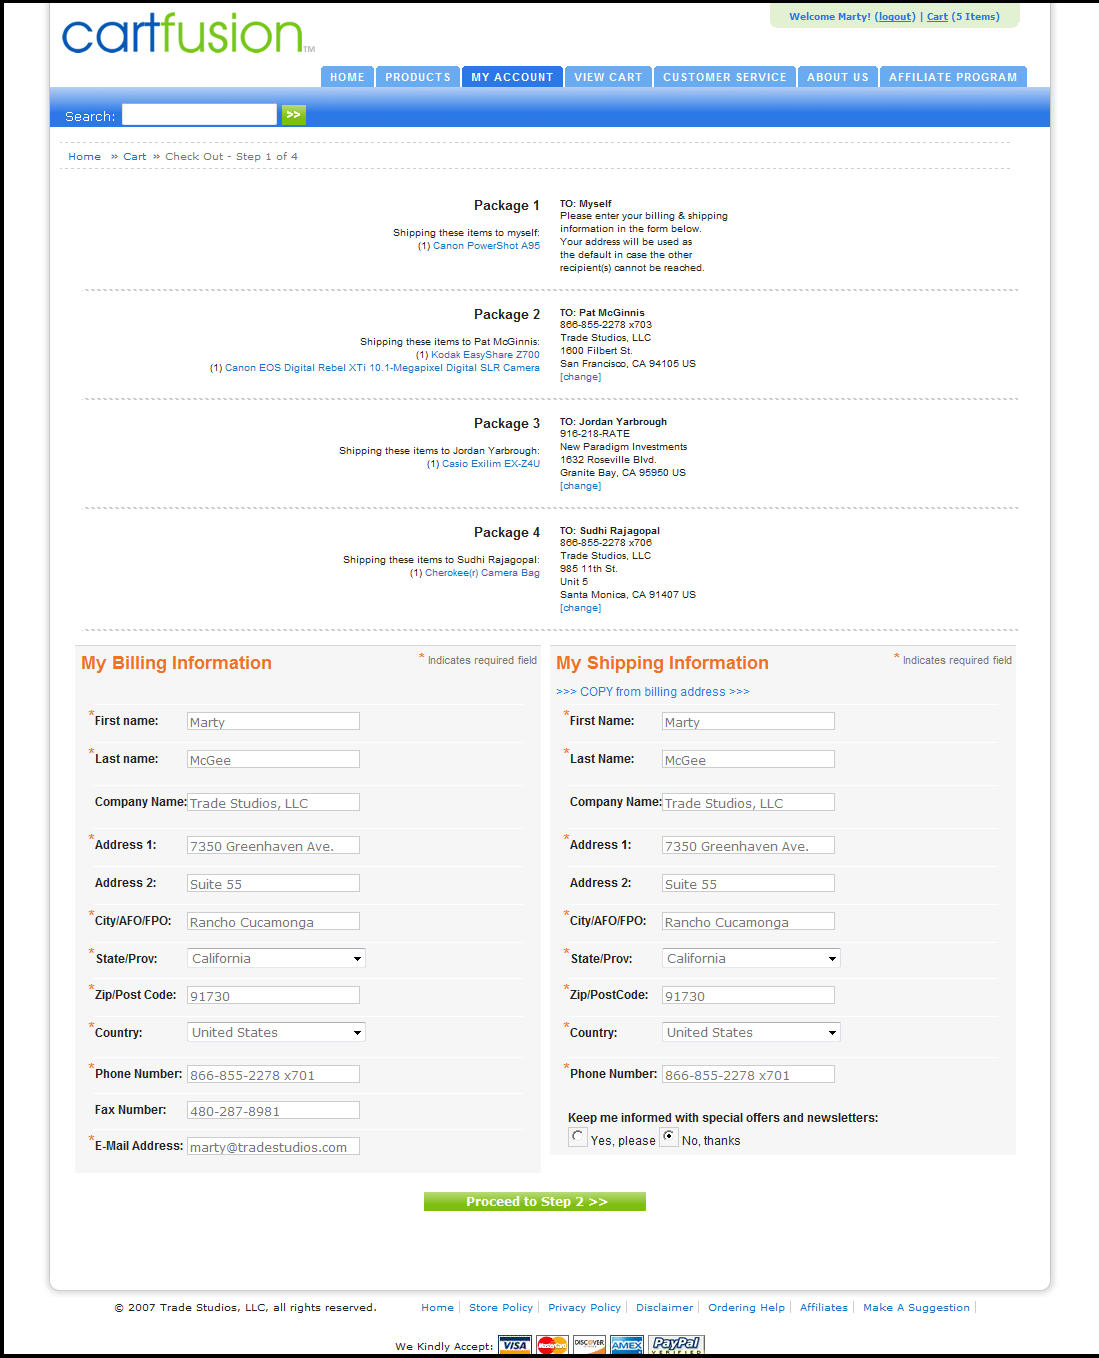 Welcome Marty! (logout) | Cart (5 Items)
cartfusion TM
HOME PRODUCTS MY ACCOUNT VIEW CART CUSTOMER SERVICE ABOUT US AFFILIATE PROGRAM
Search: >>
Home » Cart » Check Out - Step 1 of 4
Package 1
Shipping these items to myself:
(1) Canon PowerShot A95
TO: Myself
Please enter your billing & shipping
information in the form below.
Your address will be used as
the default in case the other
recipient(s) cannot be reached.
Package 2
Shipping these items to Pat McGinnis:
(1) Kodak EasyShare Z700
(1) Canon EOS Digital Rebel XTi 10.1-Megapixel Digital SLR Camera
TO: Pat McGinnis
866-855-2278 x703
Trade Studios, LLC
1600 Filbert St.
San Francisco, CA 94105 US
[change]
Package 3
Shipping these items to Jordan Yarbrough:
(1) Casio Exilim EX-Z4U
TO: Jordan Yarbrough
916-218-RATE
New Paradigm Investments
1632 Roseville Blvd.
Granite Bay, CA 95950 US
[change]
Package 4
Shipping these items to Sudhi Rajagopal:
(1) Cherokee(r) Camera Bag
TO: Sudhi Rajagopal
866-855-2278 x706
Trade Studios, LLC
985 11th St.
Unit 5
Santa Monica, CA 91407 US
[change]
My Billing Information * Indicates required field
*First name: Marty
*Last name: McGee
Company Name: Trade Studios, LLC
*Address 1: 7350 Greenhaven Ave.
Address 2: Suite 55
*City/AFO/FPO: Rancho Cucamonga
*State/Prov: California
*Zip/Post Code: 91730
*Country: United States
*Phone Number: 866-855-2278 x701
Fax Number: 480-287-8981
*E-Mail Address: marty@tradestudios.com
My Shipping Information * Indicates required field
>>> COPY from billing address >>>
*First Name: Marty
*Last Name: McGee
Company Name: Trade Studios, LLC
*Address 1: 7350 Greenhaven Ave.
Address 2: Suite 55
*City/AFO/FPO: Rancho Cucamonga
*State/Prov: California
*Zip/PostCode: 91730
*Country: United States
*Phone Number: 866-855-2278 x701
Keep me informed with special offers and newsletters:
Yes, please No, thanks
Proceed to Step 2 >>
© 2007 Trade Studios, LLC, all rights reserved. Home | Store Policy | Privacy Policy | Disclaimer | Ordering Help | Affiliates | Make A Suggestion |
We Kindly Accept: VISA MasterCard DISCOVER AMEX PayPal VERIFIED